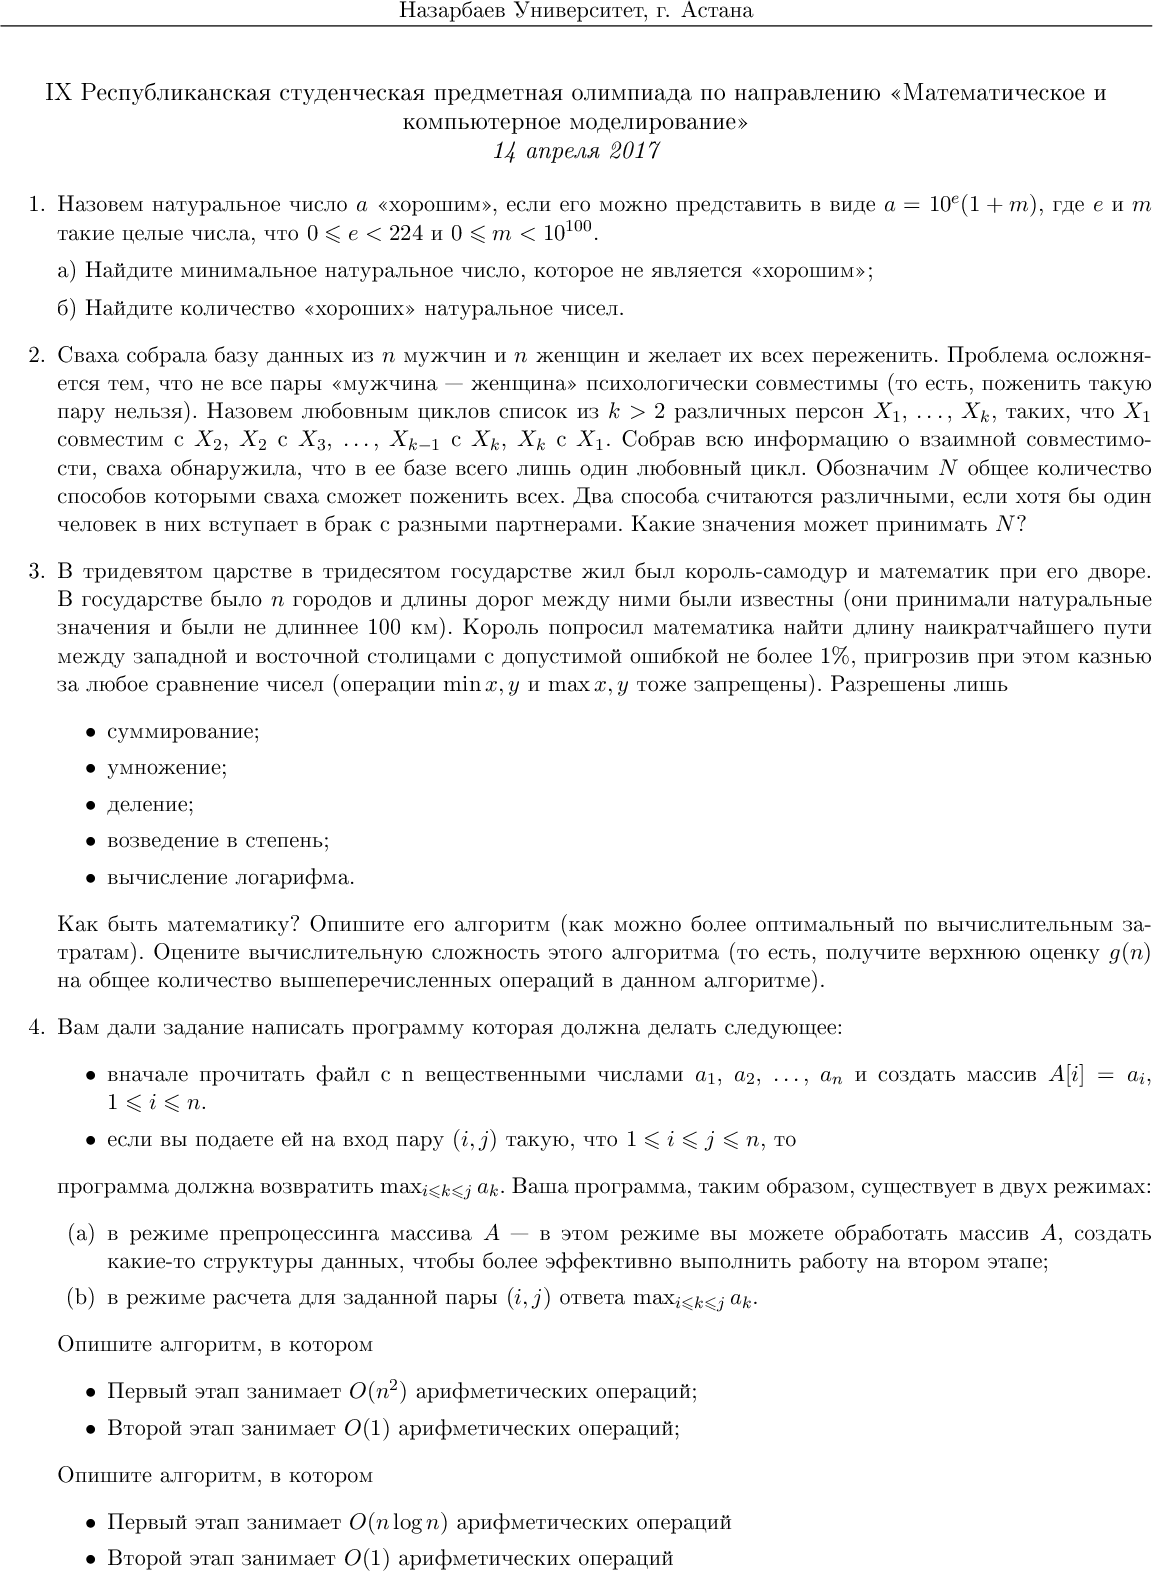 Назарбаев Университет, г. Астана
IX Республиканская студенческая предметная олимпиада по направлению «Математическое и
компьютерное моделирование»
14 апреля 2017
1. Назовем натуральное число a «хорошим», если его можно представить в виде a = 10^e(1 + m), где e и m
такие целые числа, что 0 ⩽ e < 224 и 0 ⩽ m < 10^100.
а) Найдите минимальное натуральное число, которое не является «хорошим»;
б) Найдите количество «хороших» натуральное чисел.
2. Сваха собрала базу данных из n мужчин и n женщин и желает их всех переженить. Проблема осложня-
ется тем, что не все пары «мужчина — женщина» психологически совместимы (то есть, поженить такую
пару нельзя). Назовем любовным циклов список из k > 2 различных персон X_1, …, X_k, таких, что X_1
совместим с X_2, X_2 с X_3, …, X_{k−1} с X_k, X_k с X_1. Собрав всю информацию о взаимной совместимо-
сти, сваха обнаружила, что в ее базе всего лишь один любовный цикл. Обозначим N общее количество
способов которыми сваха сможет поженить всех. Два способа считаются различными, если хотя бы один
человек в них вступает в брак с разными партнерами. Какие значения может принимать N?
3. В тридевятом царстве в тридесятом государстве жил был король-самодур и математик при его дворе.
В государстве было n городов и длины дорог между ними были известны (они принимали натуральные
значения и были не длиннее 100 км). Король попросил математика найти длину наикратчайшего пути
между западной и восточной столицами с допустимой ошибкой не более 1%, пригрозив при этом казнью
за любое сравнение чисел (операции min x, y и max x, y тоже запрещены). Разрешены лишь
• суммирование;
• умножение;
• деление;
• возведение в степень;
• вычисление логарифма.
Как быть математику? Опишите его алгоритм (как можно более оптимальный по вычислительным за-
тратам). Оцените вычислительную сложность этого алгоритма (то есть, получите верхнюю оценку g(n)
на общее количество вышеперечисленных операций в данном алгоритме).
4. Вам дали задание написать программу которая должна делать следующее:
• вначале прочитать файл с n вещественными числами a_1, a_2, …, a_n и создать массив A[i] = a_i,
1 ⩽ i ⩽ n.
• если вы подаете ей на вход пару (i, j) такую, что 1 ⩽ i ⩽ j ⩽ n, то
программа должна возвратить max_{i⩽k⩽j} a_k. Ваша программа, таким образом, существует в двух режимах:
(a) в режиме препроцессинга массива A — в этом режиме вы можете обработать массив A, создать
какие-то структуры данных, чтобы более эффективно выполнить работу на втором этапе;
(b) в режиме расчета для заданной пары (i, j) ответа max_{i⩽k⩽j} a_k.
Опишите алгоритм, в котором
• Первый этап занимает O(n^2) арифметических операций;
• Второй этап занимает O(1) арифметических операций;
Опишите алгоритм, в котором
• Первый этап занимает O(n log n) арифметических операций
• Второй этап занимает O(1) арифметических операций